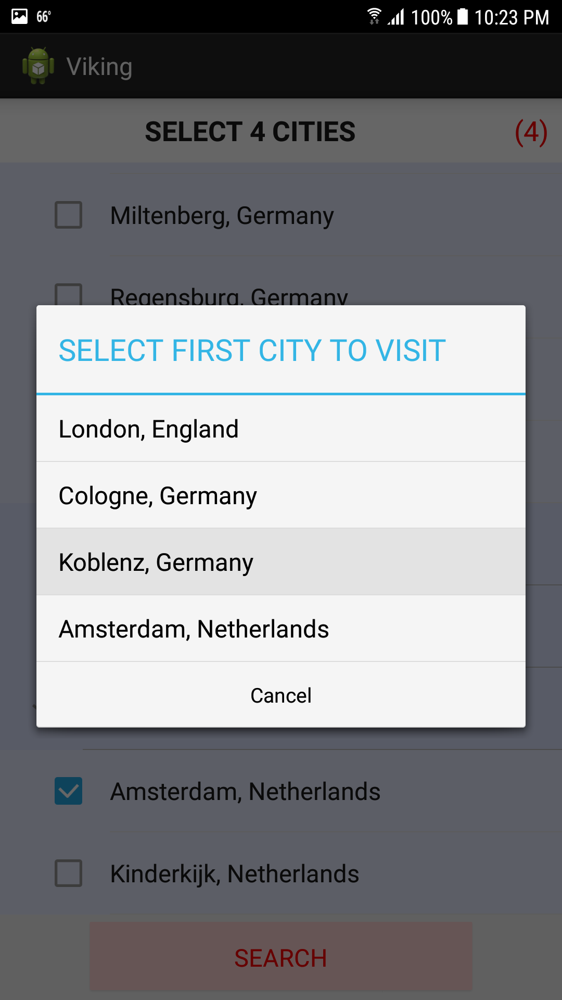 66°
100% 10:23 PM
Viking
SELECT 4 CITIES
(4)
Miltenberg, Germany
Regensburg, Germany
SELECT FIRST CITY TO VISIT
London, England
Cologne, Germany
Koblenz, Germany
Amsterdam, Netherlands
Cancel
Amsterdam, Netherlands
Kinderkijk, Netherlands
SEARCH